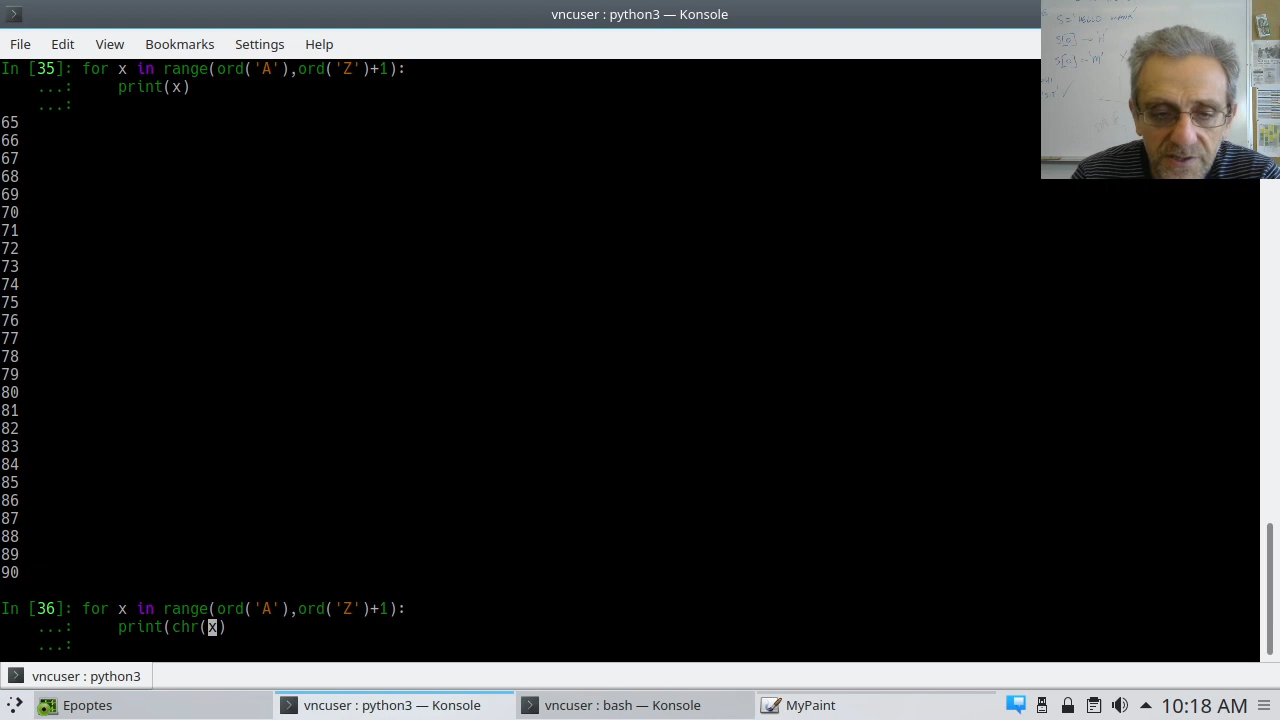 vncuser : python3 — Konsole
File Edit View Bookmarks Settings Help
In [35]: for x in range(ord('A'),ord('Z')+1):
...: print(x)
...:
65
66
67
68
69
70
71
72
73
74
75
76
77
78
79
80
81
82
83
84
85
86
87
88
89
90
In [36]: for x in range(ord('A'),ord('Z')+1):
...: print(chr(x)
...:
S='HELLO
S[0] → 'H'
'M'
vncuser : python3
Epoptes
vncuser : python3 — Konsole
vncuser : bash — Konsole
MyPaint
10:18 AM